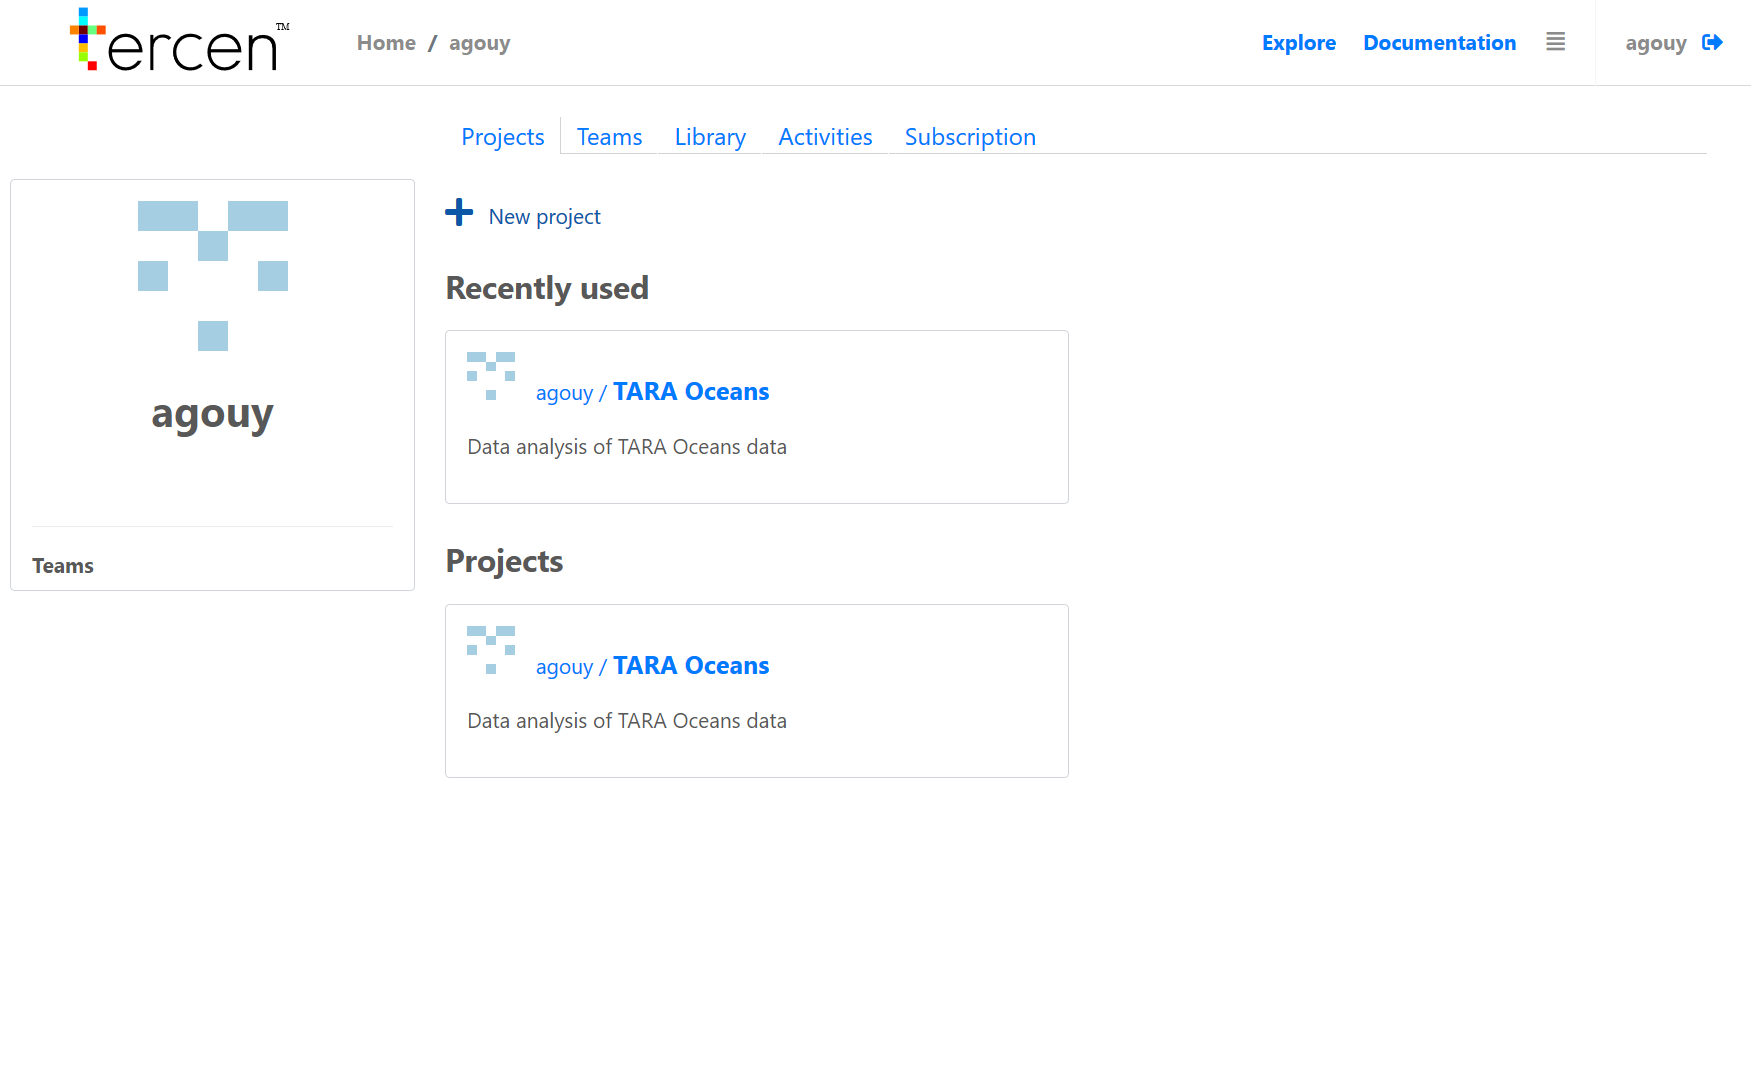 tercen™
Home / agouy
Explore Documentation
agouy
Projects Teams Library Activities Subscription
agouy
Teams
New project
Recently used
agouy / TARA Oceans
Data analysis of TARA Oceans data
Projects
agouy / TARA Oceans
Data analysis of TARA Oceans data